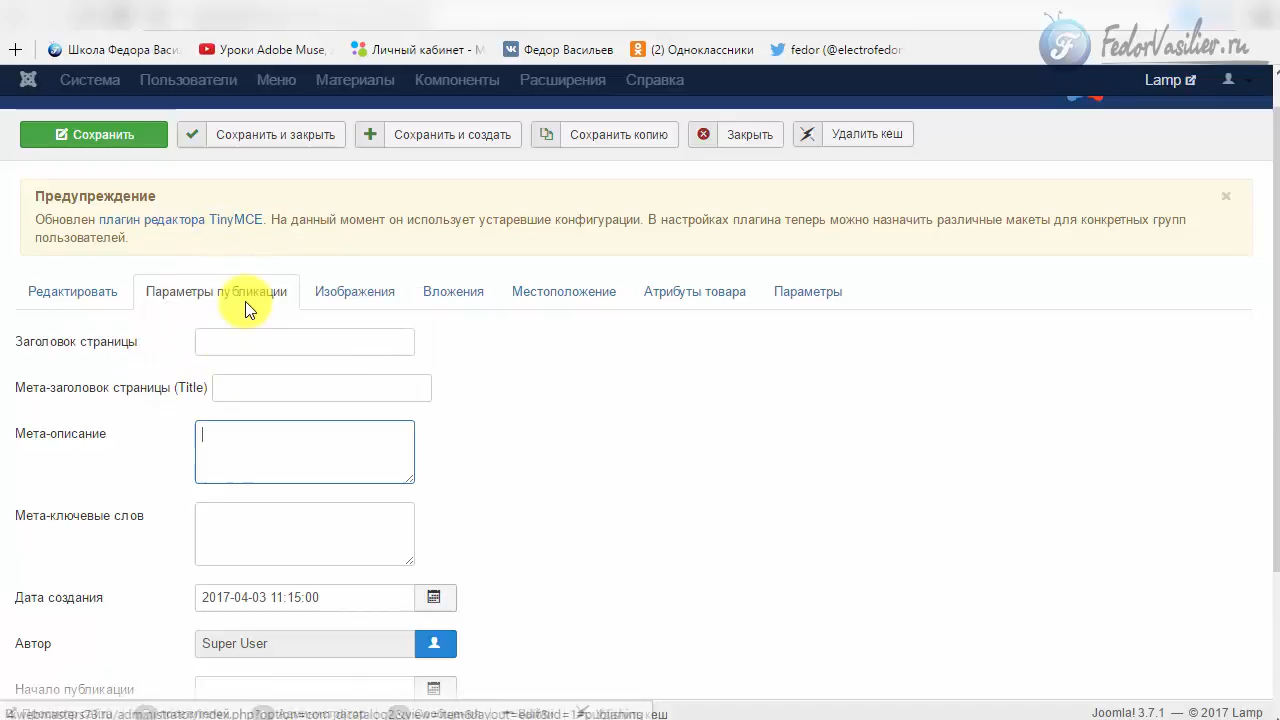 Школа Федора Васил
Уроки Adobe Muse,
Личный кабинет - М
Федор Васильев
(2) Одноклассники
fedor (@electrofedor
FedorVasiliev.ru
Система Пользователи Меню Материалы Компоненты Расширения Справка Lamp
Сохранить Сохранить и закрыть Сохранить и создать Сохранить копию Закрыть Удалить кеш
Предупреждение
Обновлен плагин редактора TinyMCE. На данный момент он использует устаревшие конфигурации. В настройках плагина теперь можно назначить различные макеты для конкретных групп
пользователей.
Редактировать Параметры публикации Изображения Вложения Местоположение Атрибуты товара Параметры
Заголовок страницы
Мета-заголовок страницы (Title)
Мета-описание
Мета-ключевые слов
Дата создания 2017-04-03 11:15:00
Автор Super User
Начало публикации
Joomla! 3.7.1 — © 2017 Lamp